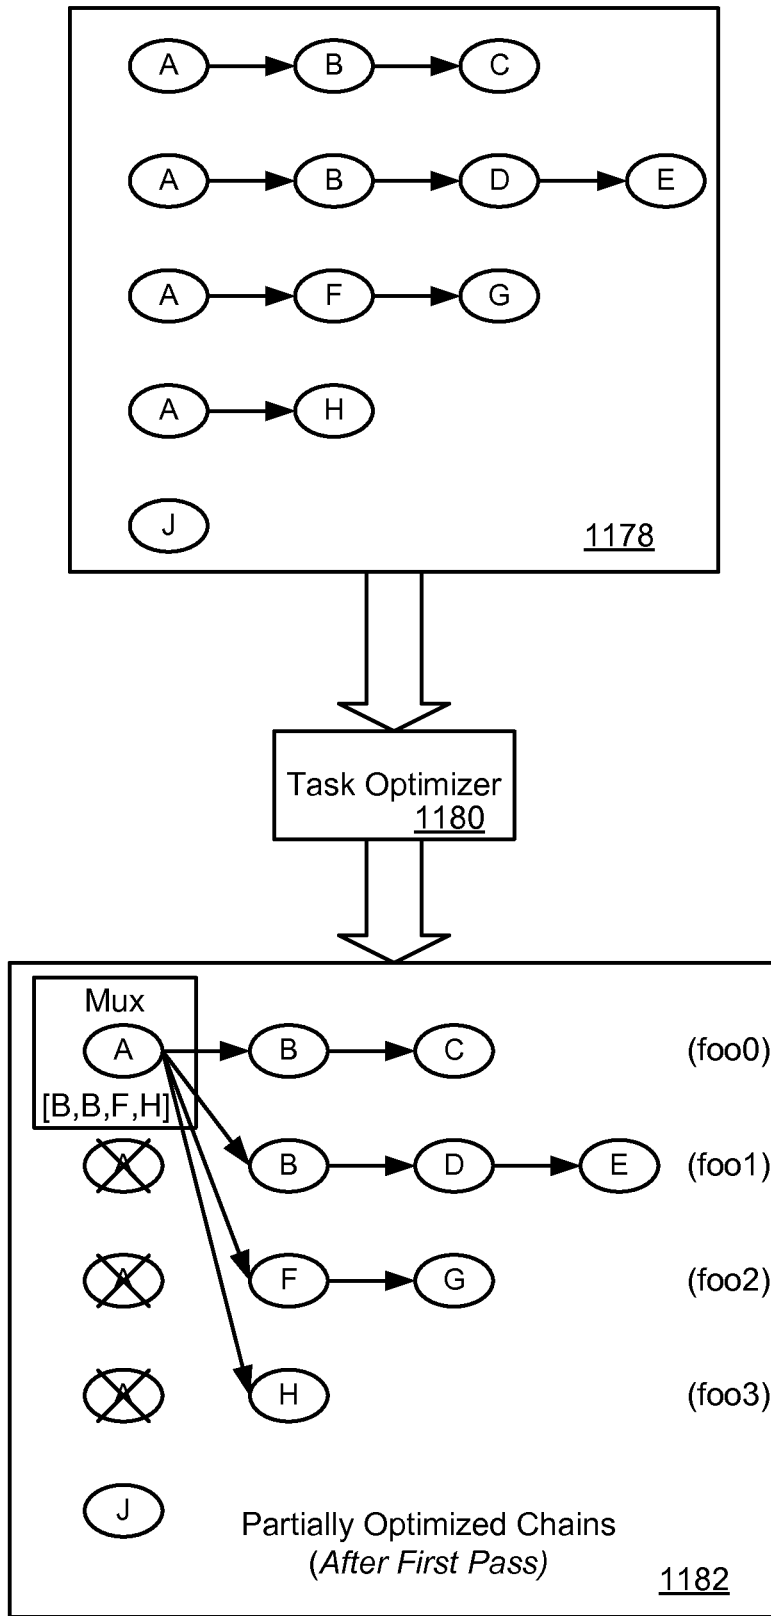 A B C
A B D E
A F G
A H
J
1178
Task Optimizer
1180
Mux
A B C (foo0)
[B,B,F,H]
A B D E (foo1)
A F G (foo2)
A H (foo3)
J
Partially Optimized Chains
(After First Pass)
1182